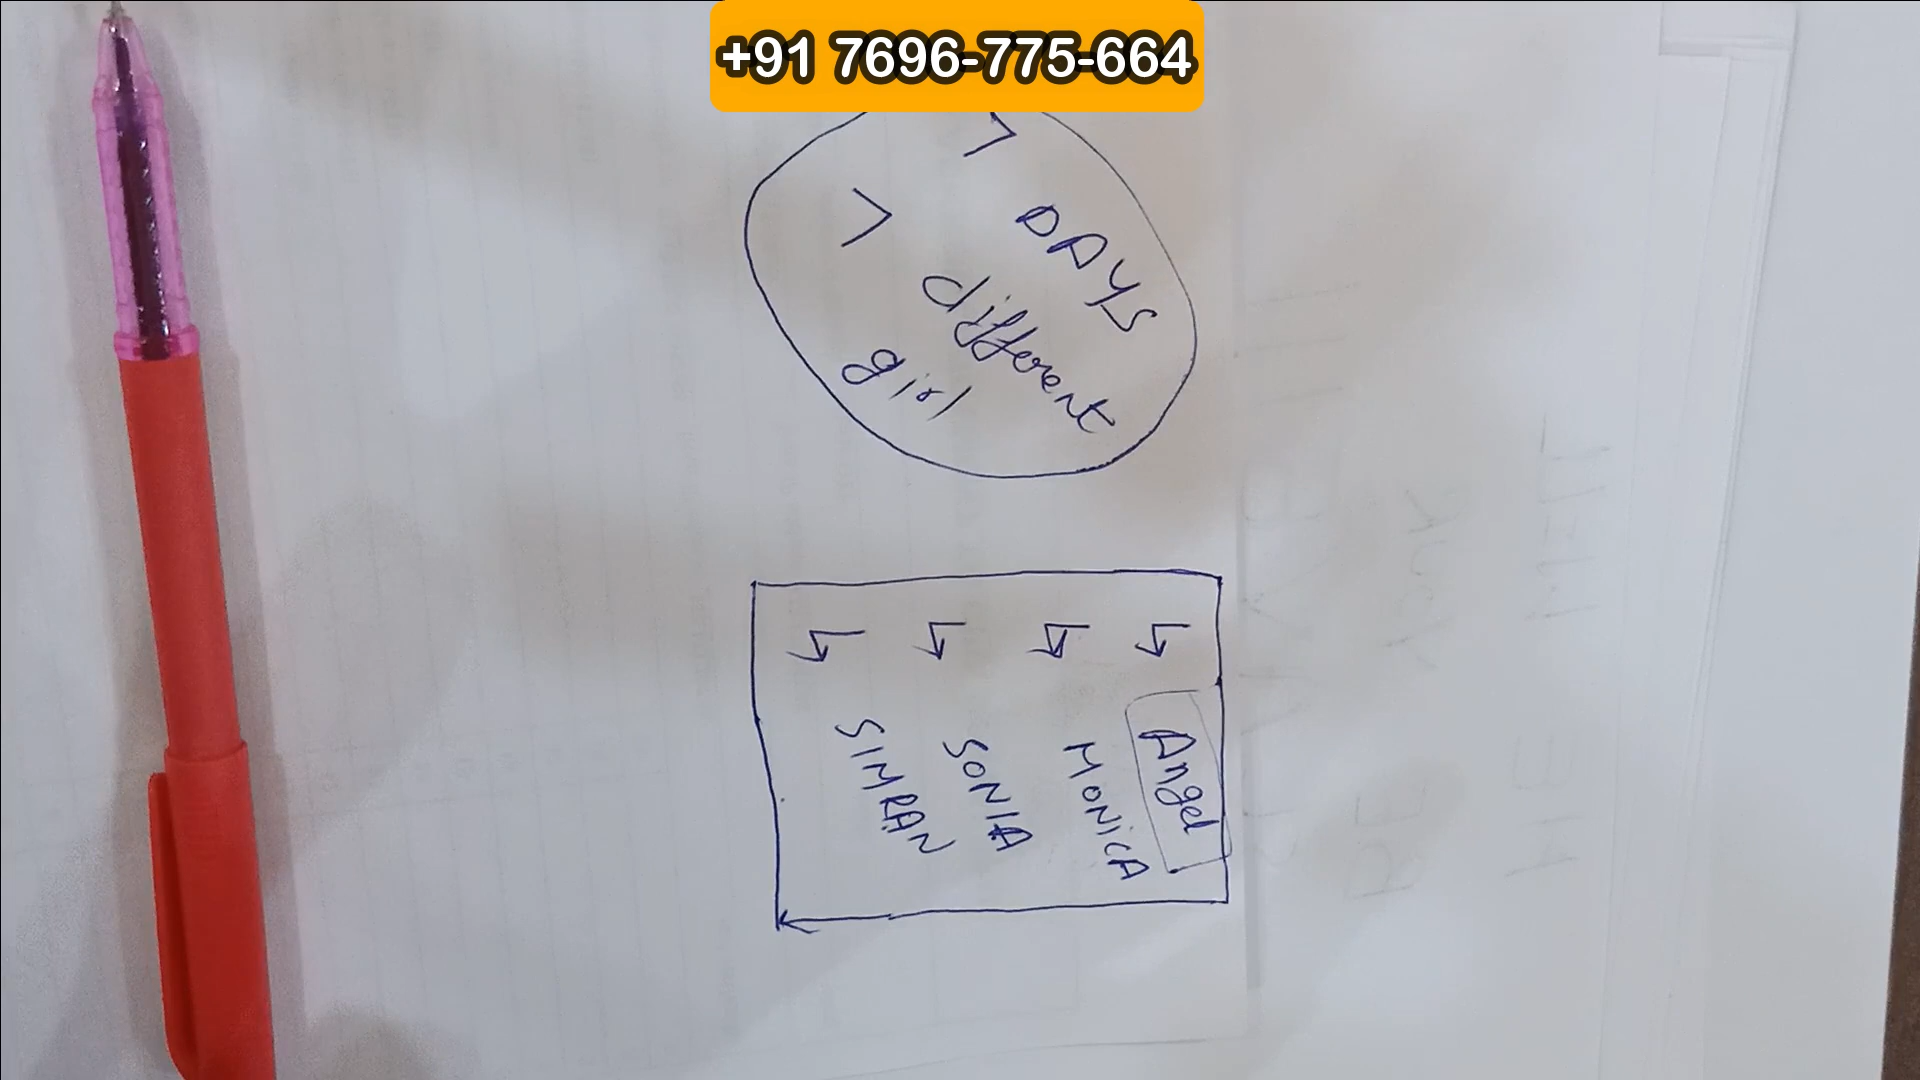 +91 7696-775-664
7 DAYS
7 different
girl
Angel
MONICA
SONIA
SIMRAN